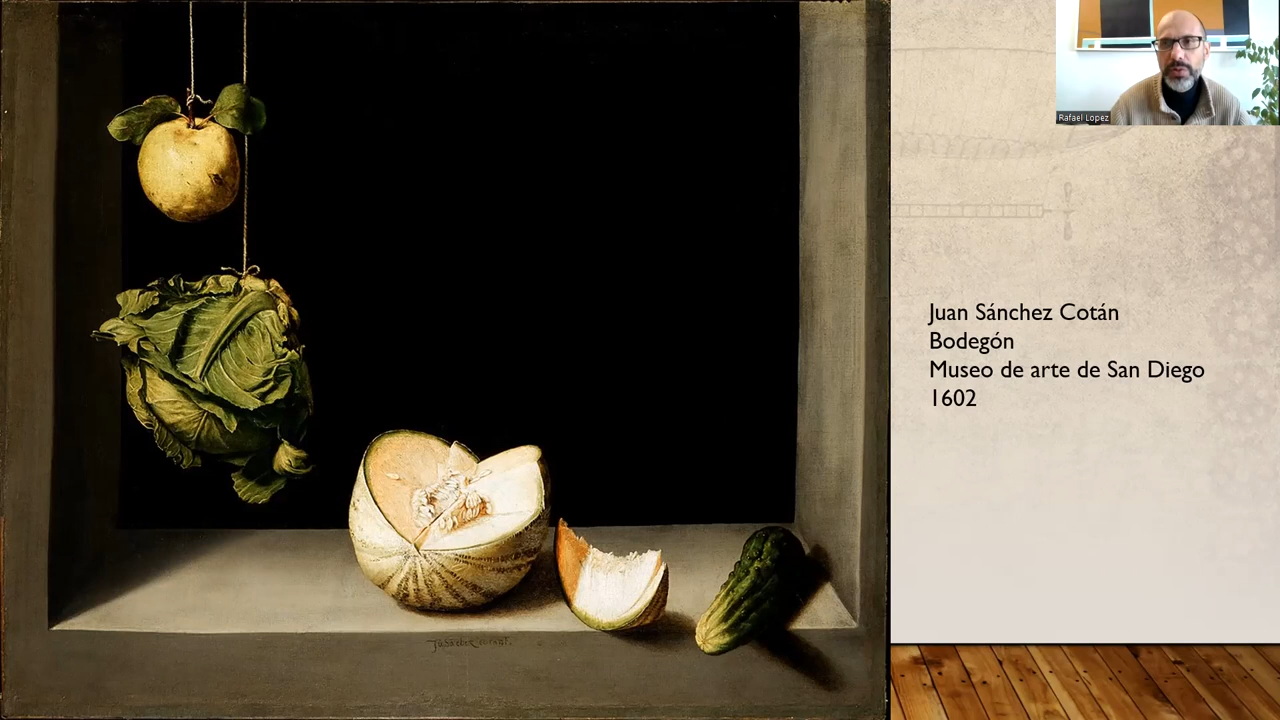 Rafael Lopez
Juan Sánchez Cotán
Bodegón
Museo de arte de San Diego
1602